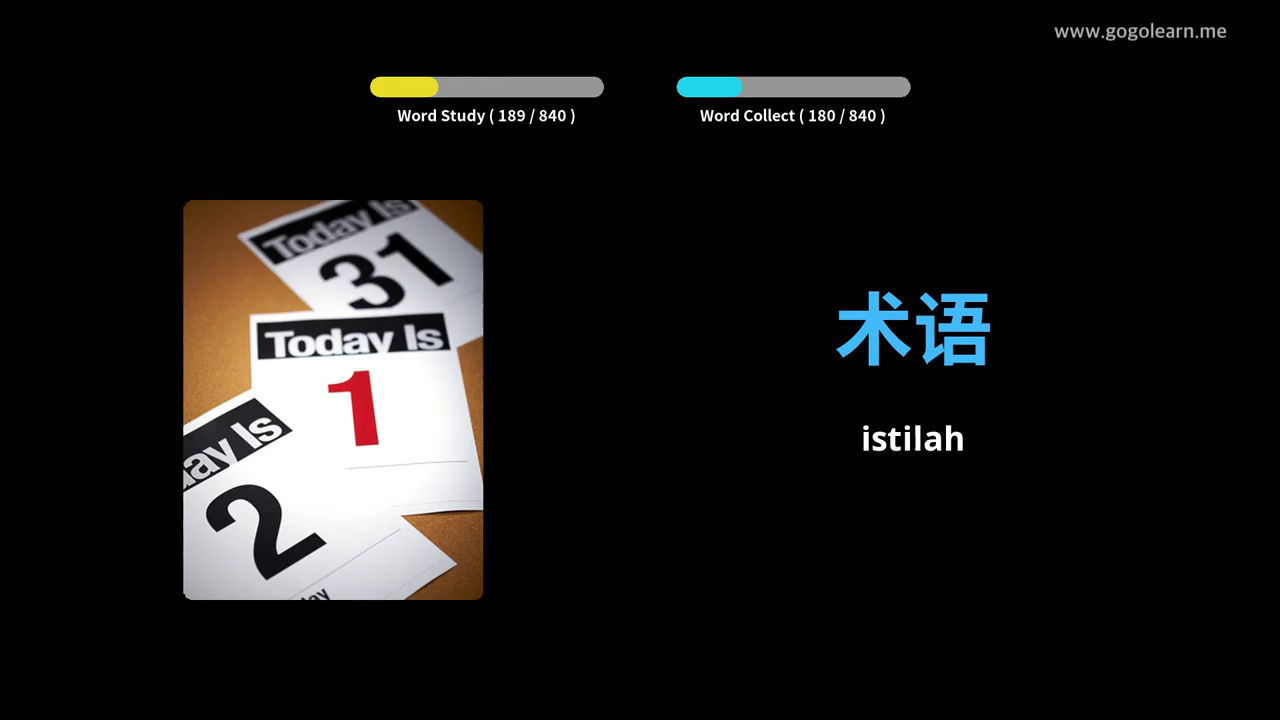 www.gogolearn.me
Word Study ( 189 / 840 )
Word Collect ( 180 / 840 )
Today Is
31
Today Is
1
ay Is
2
ay
术语
istilah